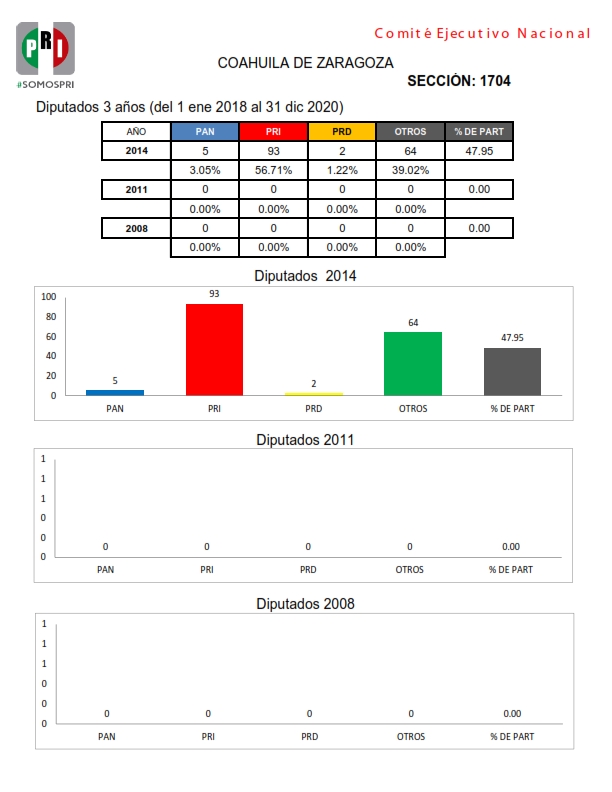 PRI
#SOMOSPRI
Comité Ejecutivo Nacional
COAHUILA DE ZARAGOZA
SECCIÓN: 1704
Diputados 3 años (del 1 ene 2018 al 31 dic 2020)
AÑO PAN PRI PRD OTROS % DE PART
2014 5 93 2 64 47.95
3.05% 56.71% 1.22% 39.02%
2011 0 0 0 0 0.00
0.00% 0.00% 0.00% 0.00%
2008 0 0 0 0 0.00
0.00% 0.00% 0.00% 0.00%
Diputados 2014
100
80
60
40
20
0
5 93 2 64 47.95
PAN PRI PRD OTROS % DE PART
Diputados 2011
1
1
1
0
0
0
0 0 0 0 0.00
PAN PRI PRD OTROS % DE PART
Diputados 2008
1
1
1
0
0
0
0 0 0 0 0.00
PAN PRI PRD OTROS % DE PART